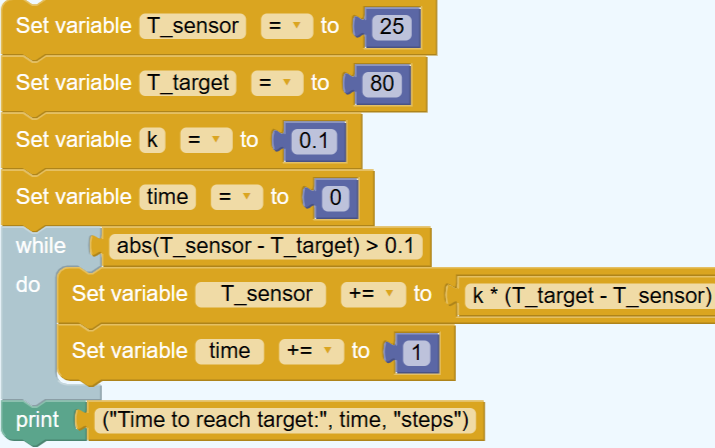 Set variable T_sensor = to 25
Set variable T_target = to 80
Set variable k = to 0.1
Set variable time = to 0
while abs(T_sensor - T_target) > 0.1
do Set variable T_sensor += to k * (T_target - T_sensor)
Set variable time += to 1
print ("Time to reach target:", time, "steps")